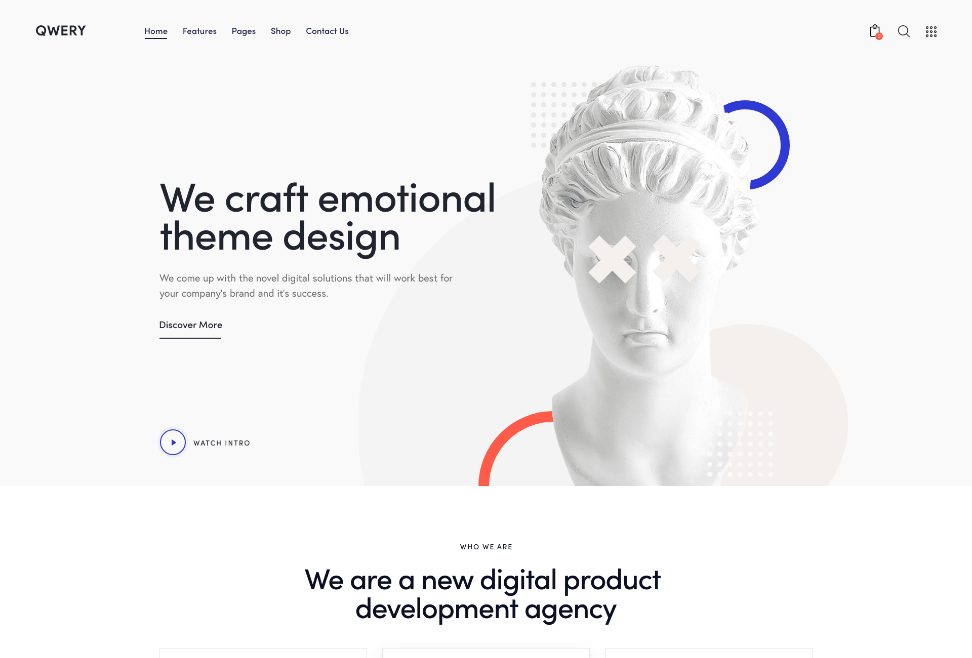 QWERY
Home Features Pages Shop Contact Us
We craft emotional
theme design
We come up with the novel digital solutions that will work best for
your company's brand and it's success.
Discover More
WATCH INTRO
WHO WE ARE
We are a new digital product
development agency